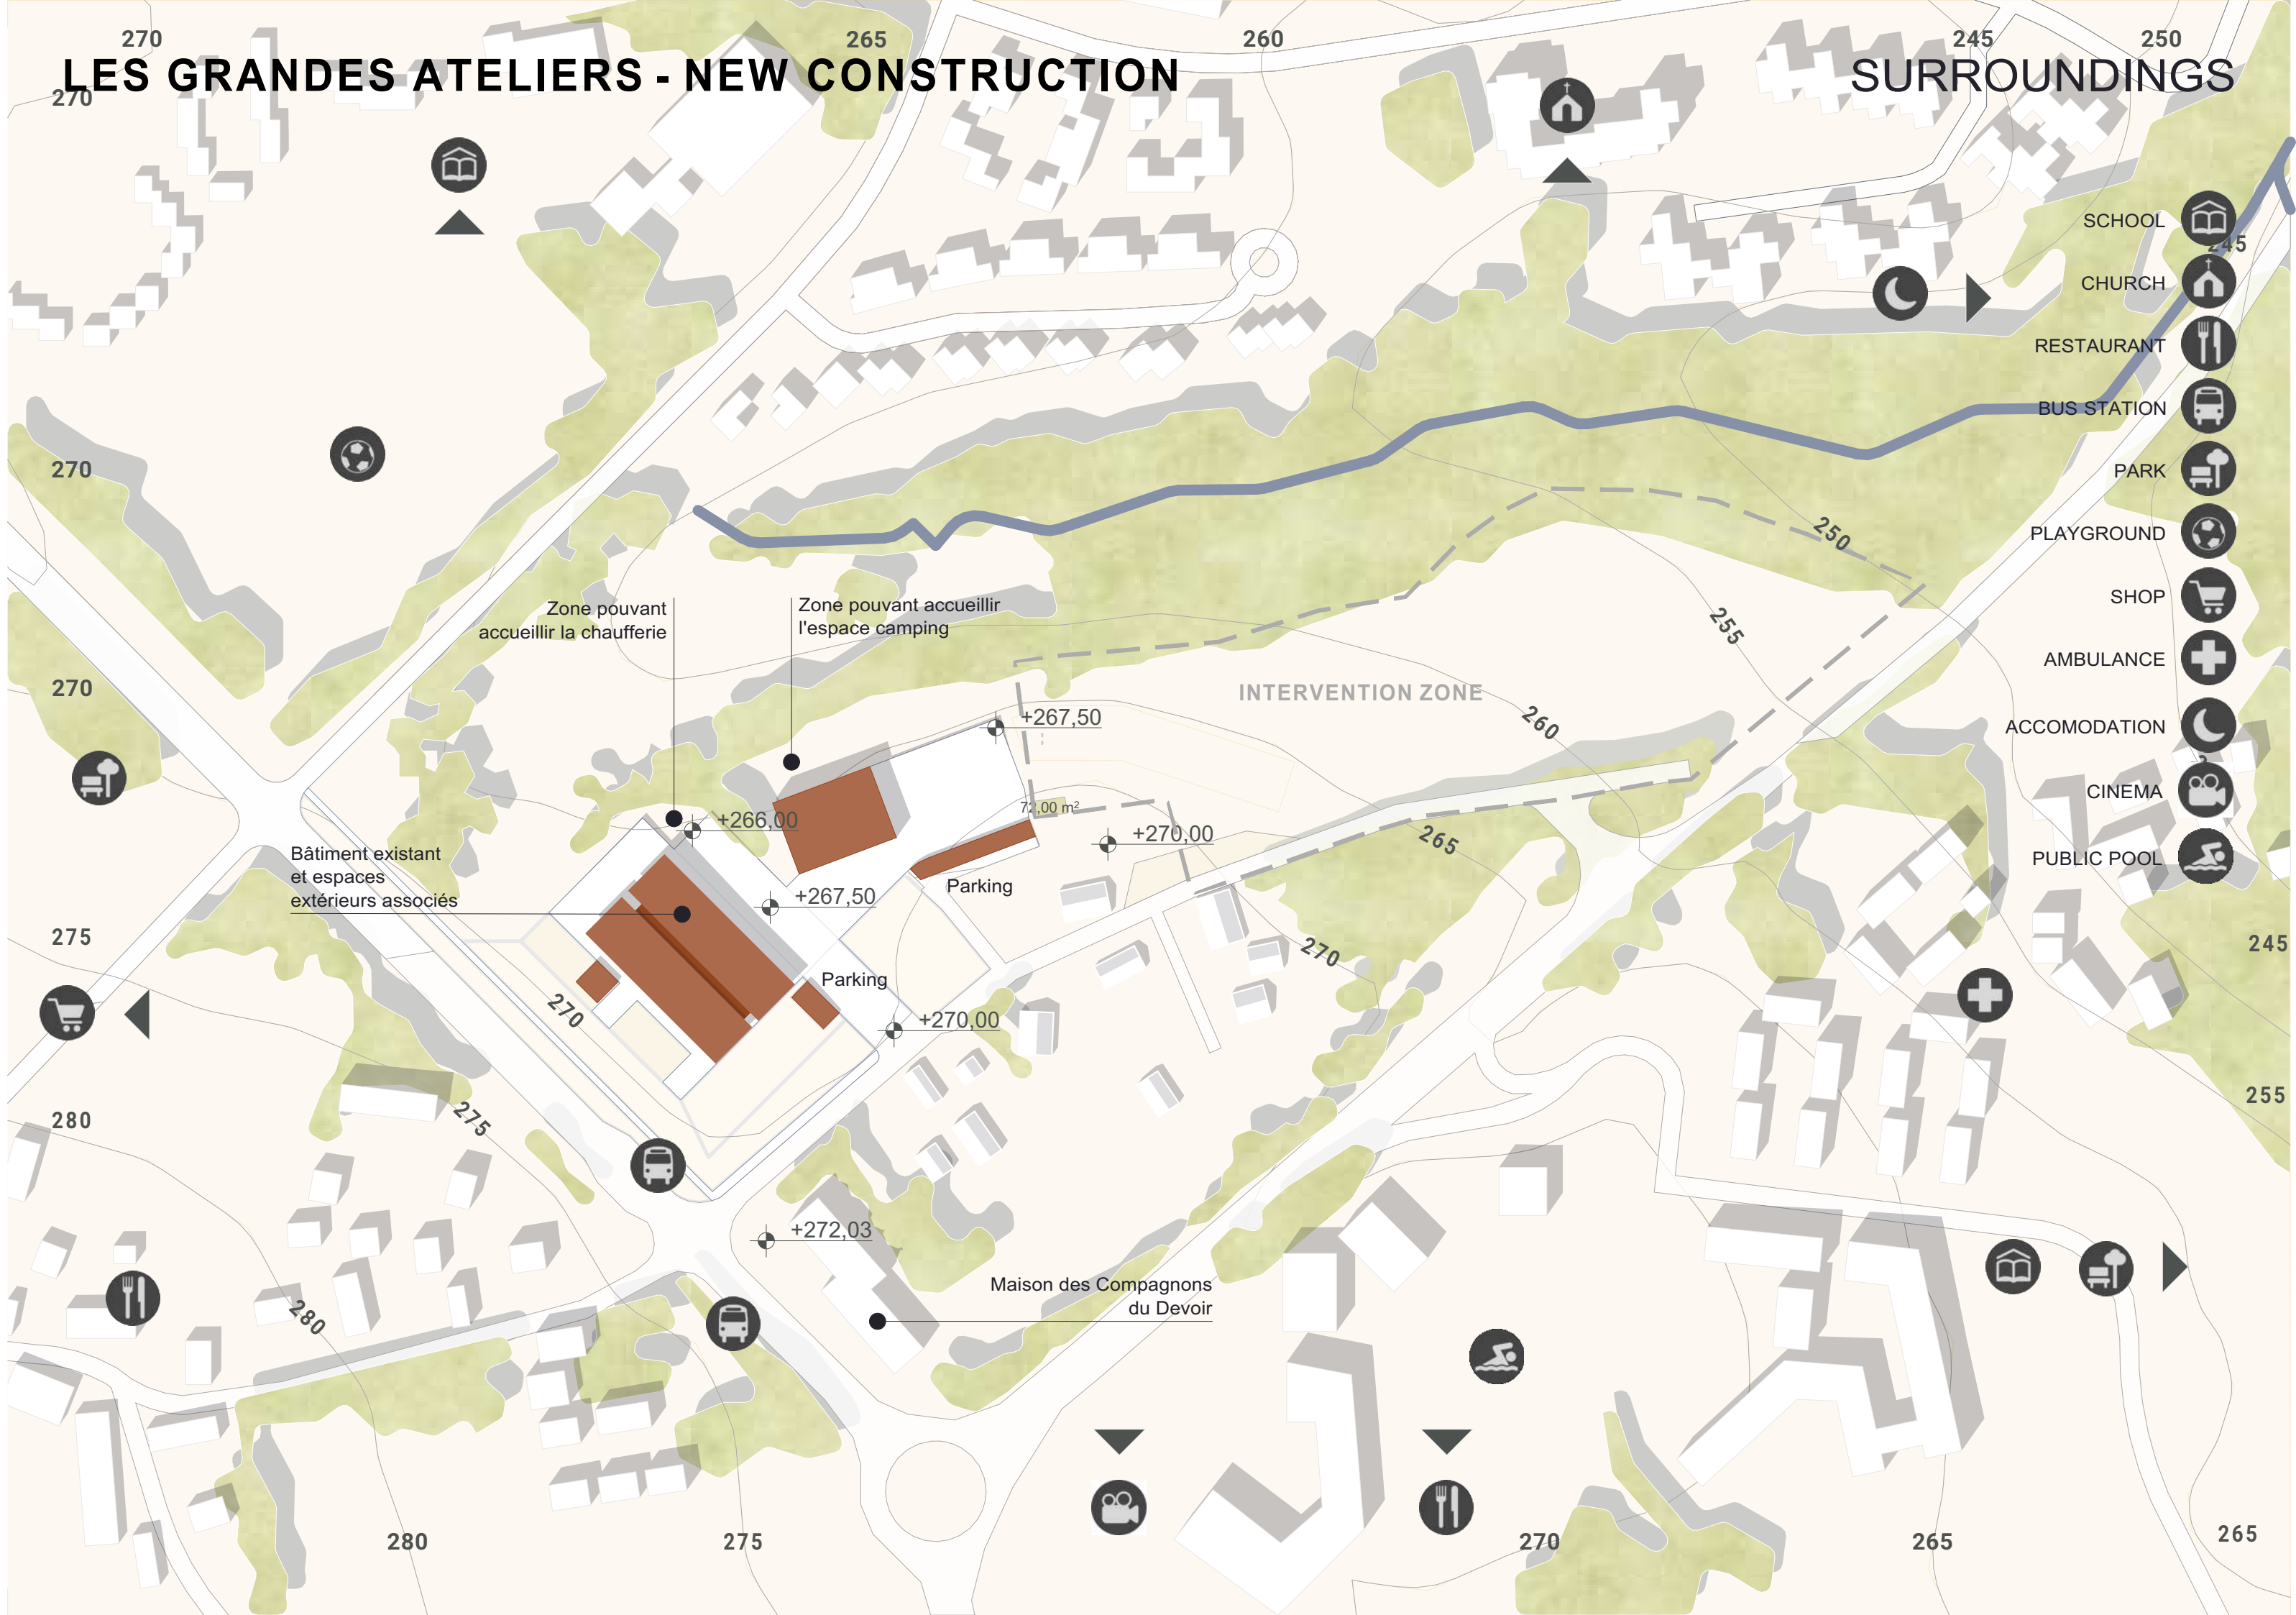 270
265
260
245
250
LES GRANDES ATELIERS - NEW CONSTRUCTION
SURROUNDINGS
270
SCHOOL
245
CHURCH
RESTAURANT
BUS STATION
PARK
270
PLAYGROUND
250
SHOP
Zone pouvant
accueillir la chaufferie
Zone pouvant accueillir
l'espace camping
255
AMBULANCE
270
INTERVENTION ZONE
+267,50
260
ACCOMODATION
CINEMA
72,00 m²
+266,00
+270,00
265
PUBLIC POOL
Bâtiment existant
et espaces
extérieurs associés
Parking
+267,50
275
270
245
Parking
270
+270,00
280
275
255
+272,03
Maison des Compagnons
du Devoir
280
280
275
270
265
265